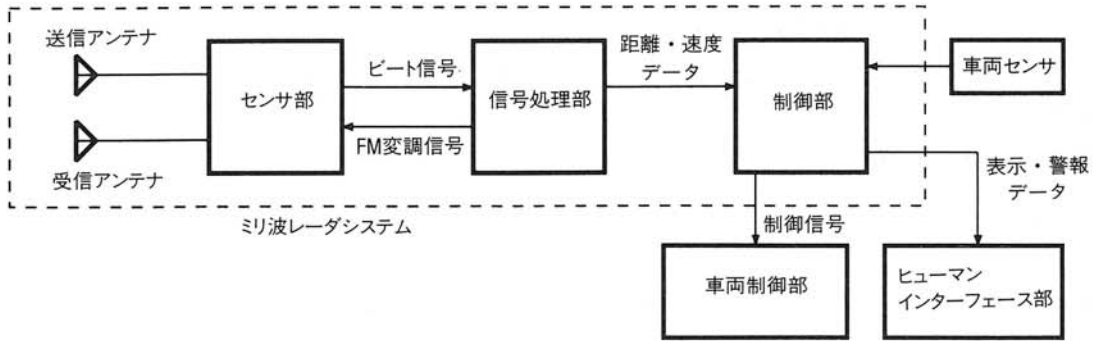 送信アンテナ
受信アンテナ
センサ部
ビート信号
FM変調信号
信号処理部
距離・速度
データ
制御部
車両センサ
表示・警報
データ
ミリ波レーダシステム
制御信号
車両制御部
ヒューマン
インターフェース部